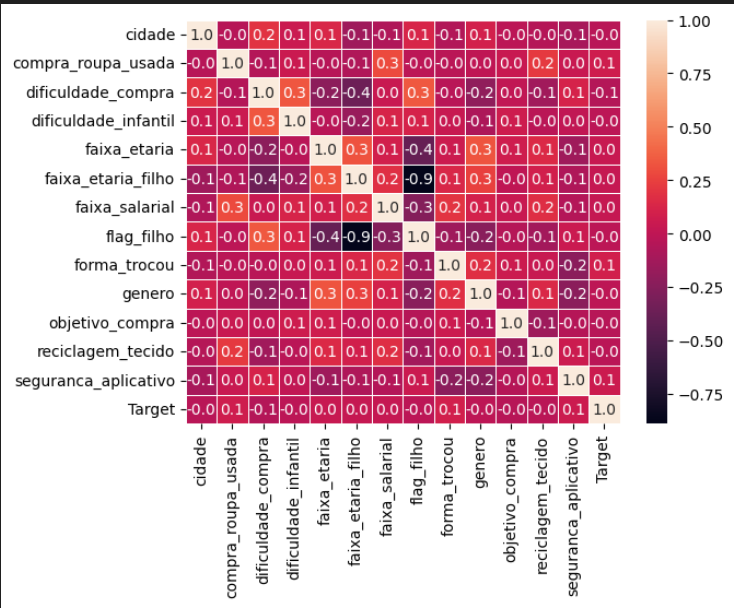 cidade 1.0 -0.0 0.2 0.1 0.1 -0.1 -0.1 0.1 -0.1 0.1 -0.0 -0.0 -0.1 -0.0
compra_roupa_usada -0.0 1.0 -0.1 0.1 -0.0 -0.1 0.3 -0.0 -0.0 0.0 0.0 0.2 0.0 0.1
dificuldade_compra 0.2 -0.1 1.0 0.3 -0.2 -0.4 0.0 0.3 -0.0 -0.2 0.0 -0.1 0.1 -0.1
dificuldade_infantil 0.1 0.1 0.3 1.0 -0.0 -0.2 0.1 0.1 0.0 -0.1 0.1 -0.0 0.0 -0.0
faixa_etaria 0.1 -0.0 -0.2 -0.0 1.0 0.3 0.1 -0.4 0.1 0.3 0.1 0.1 -0.1 0.0
faixa_etaria_filho -0.1 -0.1 -0.4 -0.2 0.3 1.0 0.2 -0.9 0.1 0.3 -0.0 0.1 -0.1 0.0
faixa_salarial -0.1 0.3 0.0 0.1 0.1 0.2 1.0 -0.3 0.2 0.1 0.0 0.2 -0.1 0.0
flag_filho 0.1 -0.0 0.3 0.1 -0.4 -0.9 -0.3 1.0 -0.1 -0.2 -0.0 -0.1 0.1 -0.0
forma_trocou -0.1 -0.0 -0.0 0.0 0.1 0.1 0.2 -0.1 1.0 0.2 0.1 0.0 -0.2 0.1
genero 0.1 0.0 -0.2 -0.1 0.3 0.3 0.1 -0.2 0.2 1.0 -0.1 0.1 -0.2 -0.0
objetivo_compra -0.0 0.0 0.0 0.1 0.1 -0.0 0.0 -0.0 0.1 -0.1 1.0 -0.1 -0.0 0.0
reciclagem_tecido -0.0 0.2 -0.1 -0.0 0.1 0.1 0.2 -0.1 0.0 0.1 -0.1 1.0 0.1 -0.0
seguranca_aplicativo -0.1 0.0 0.1 0.0 -0.1 -0.1 -0.1 0.1 -0.2 -0.2 -0.0 0.1 1.0 0.1
Target -0.0 0.1 -0.1 -0.0 0.0 0.0 0.0 -0.0 0.1 -0.0 0.0 -0.0 0.1 1.0
cidade
compra_roupa_usada
dificuldade_compra
dificuldade_infantil
faixa_etaria
faixa_etaria_filho
faixa_salarial
flag_filho
forma_trocou
genero
objetivo_compra
reciclagem_tecido
seguranca_aplicativo
Target
1.00
0.75
0.50
0.25
0.00
−0.25
−0.50
−0.75